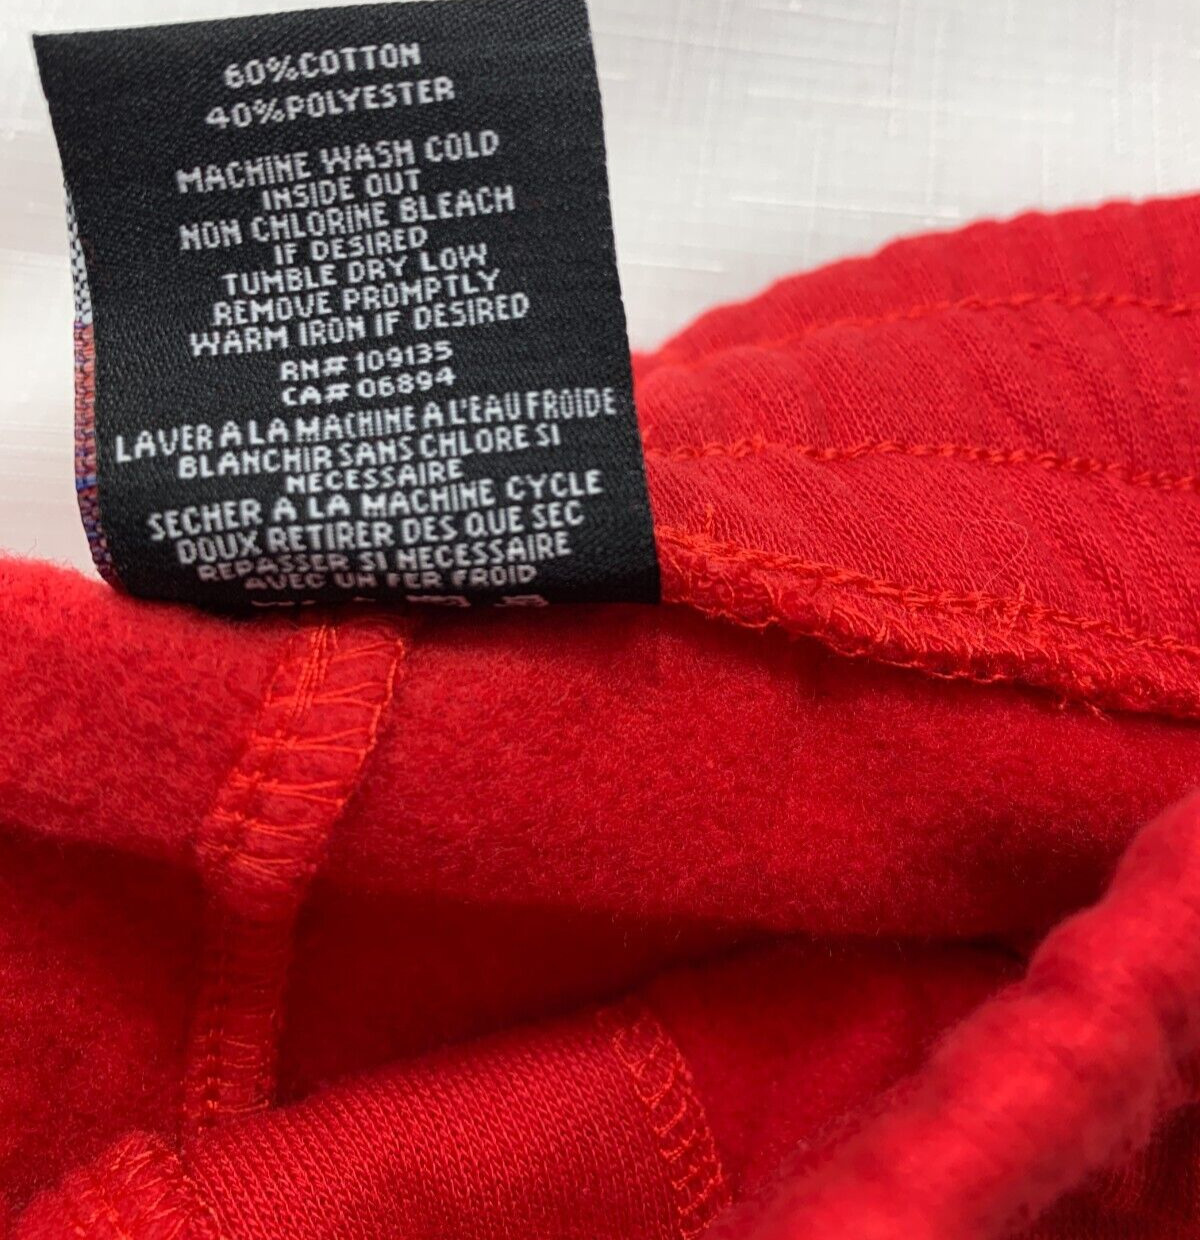 60%COTTON
40%POLYESTER
MACHINE WASH COLD
INSIDE OUT
NON CHLORINE BLEACH
IF DESIRED
TUMBLE DRY LOW
REMOVE PROMPTLY
WARM IRON IF DESIRED
RN# 109135
CA# 06894
LAVER A LA MACHINE A L'EAU FROIDE
BLANCHIR SANS CHLORE SI
NECESSAIRE
SECHER A LA MACHINE CYCLE
DOUX RETIRER DES QUE SEC
REPASSER SI NECESSAIRE
AVEC UN FER FROID